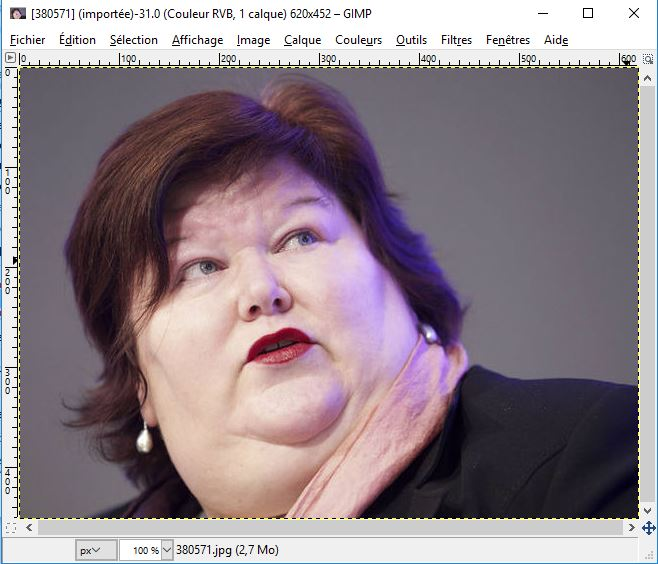 [380571] (importée)-31.0 (Couleur RVB, 1 calque) 620x452 – GIMP
Fichier Édition Sélection Affichage Image Calque Couleurs Outils Filtres Fenêtres Aide
0 100 200 300 400 500 600
0
100
200
300
400
px 100 % 380571.jpg (2,7 Mo)